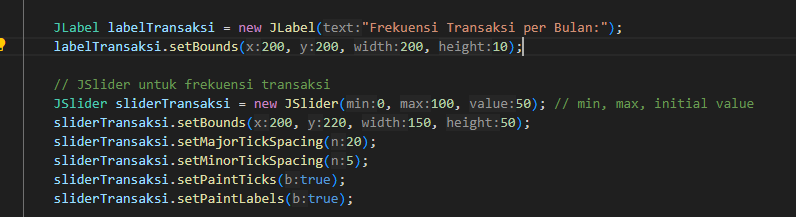 JLabel labelTransaksi = new JLabel(text:"Frekuensi Transaksi per Bulan:");
labelTransaksi.setBounds(x:200, y:200, width:200, height:10);
// JSlider untuk frekuensi transaksi
JSlider sliderTransaksi = new JSlider(min:0, max:100, value:50); // min, max, initial value
sliderTransaksi.setBounds(x:200, y:220, width:150, height:50);
sliderTransaksi.setMajorTickSpacing(n:20);
sliderTransaksi.setMinorTickSpacing(n:5);
sliderTransaksi.setPaintTicks(b:true);
sliderTransaksi.setPaintLabels(b:true);